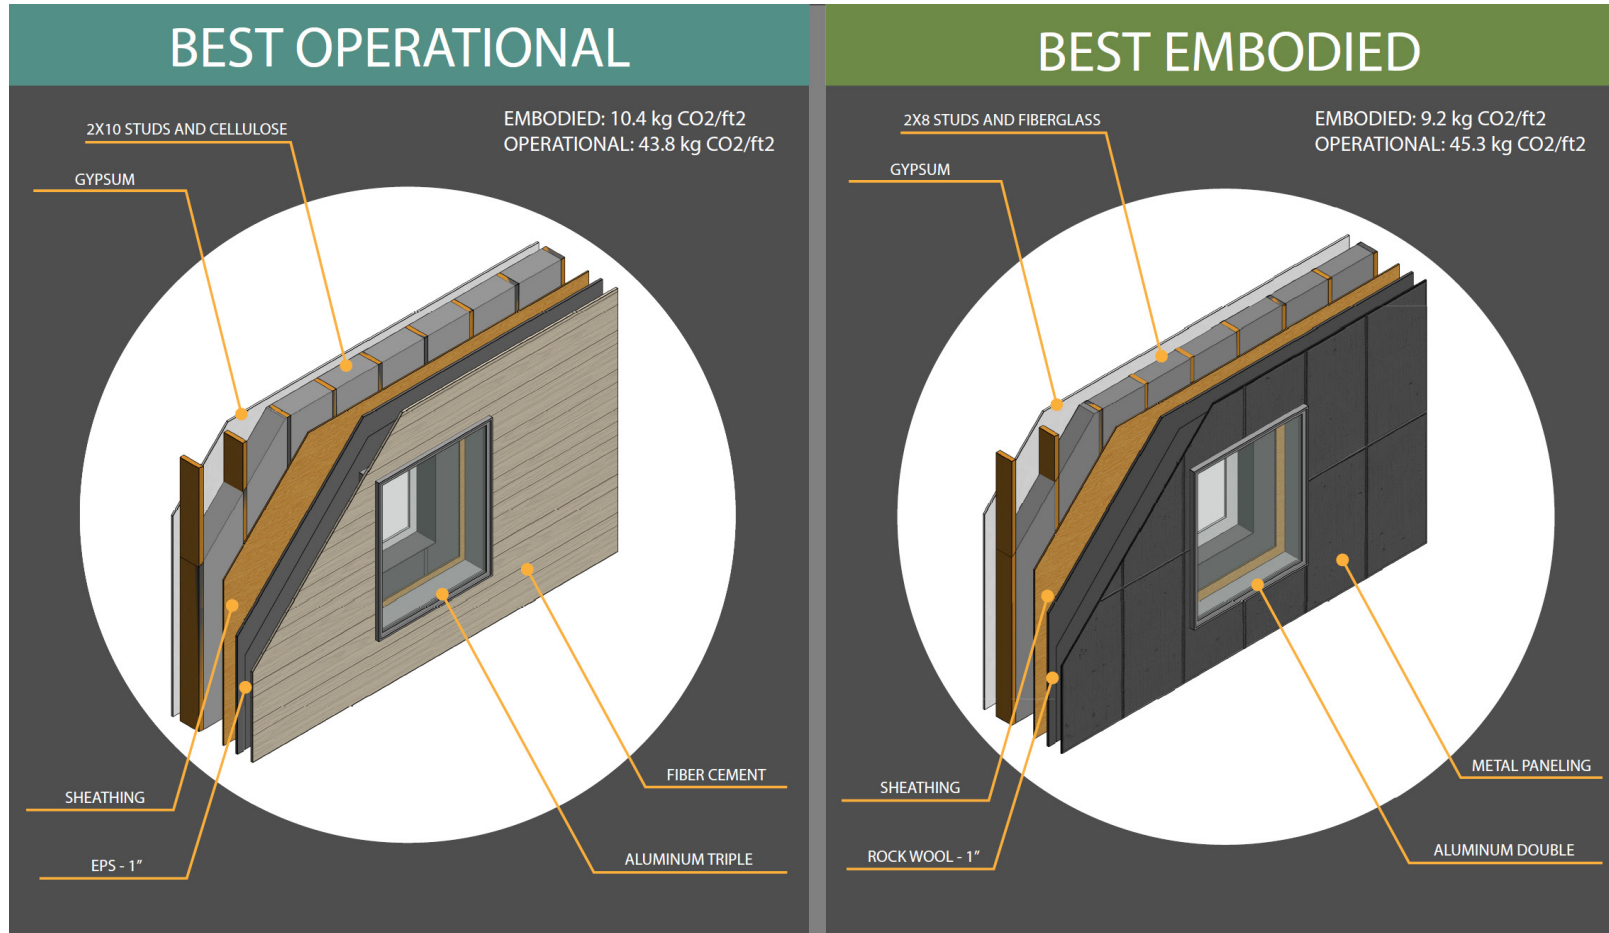 BEST OPERATIONAL
EMBODIED: 10.4 kg CO2/ft2
OPERATIONAL: 43.8 kg CO2/ft2
2X10 STUDS AND CELLULOSE
GYPSUM
FIBER CEMENT
SHEATHING
ALUMINUM TRIPLE
EPS - 1”
BEST EMBODIED
EMBODIED: 9.2 kg CO2/ft2
OPERATIONAL: 45.3 kg CO2/ft2
2X8 STUDS AND FIBERGLASS
GYPSUM
METAL PANELING
SHEATHING
ALUMINUM DOUBLE
ROCK WOOL - 1”